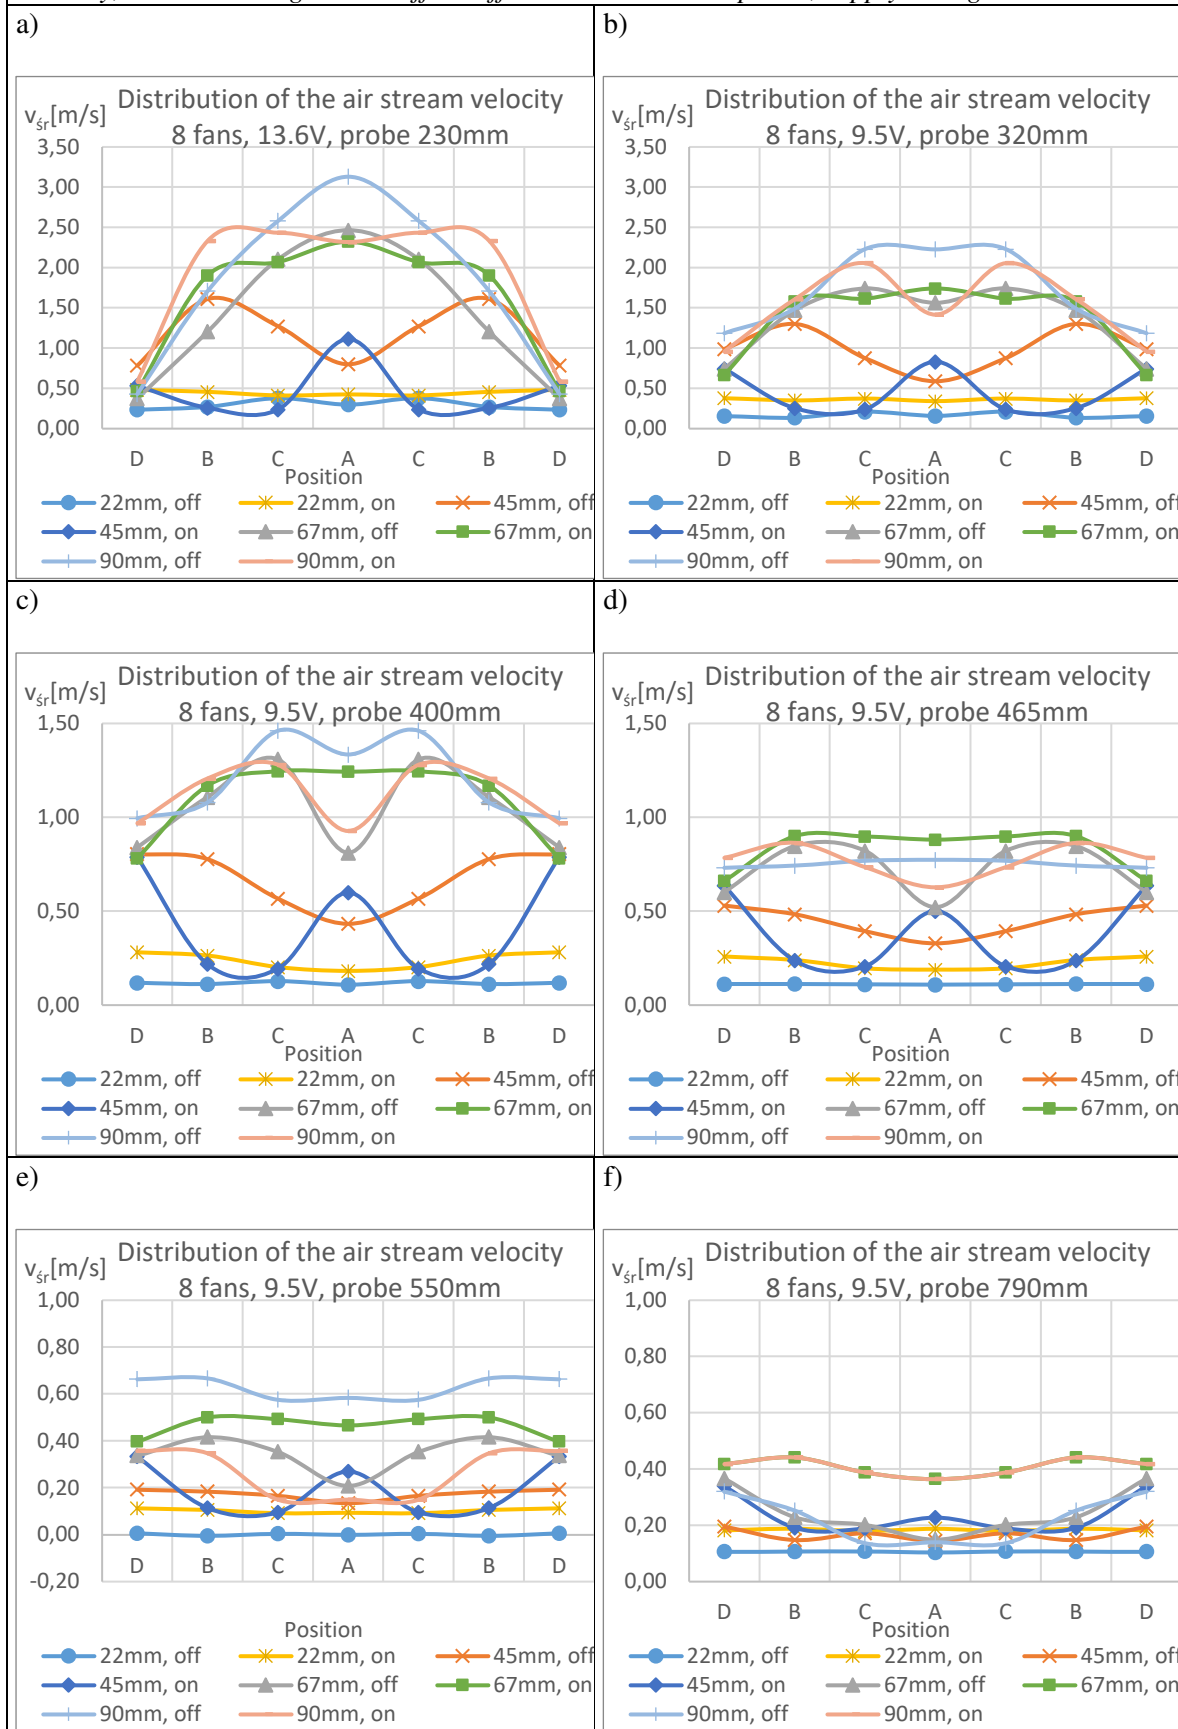 a)
Distribution of the air stream velocity
8 fans, 13.6V, probe 230mm
vśr[m/s]
3,50
3,00
2,50
2,00
1,50
1,00
0,50
0,00
D B C A C B D
Position
22mm, off 22mm, on 45mm, off
45mm, on 67mm, off 67mm, on
90mm, off 90mm, on
b)
Distribution of the air stream velocity
8 fans, 9.5V, probe 320mm
vśr[m/s]
3,50
3,00
2,50
2,00
1,50
1,00
0,50
0,00
D B C A C B D
Position
22mm, off 22mm, on 45mm, off
45mm, on 67mm, off 67mm, on
90mm, off 90mm, on
c)
Distribution of the air stream velocity
8 fans, 9.5V, probe 400mm
vśr[m/s]
1,50
1,00
0,50
0,00
D B C A C B D
Position
22mm, off 22mm, on 45mm, off
45mm, on 67mm, off 67mm, on
90mm, off 90mm, on
d)
Distribution of the air stream velocity
8 fans, 9.5V, probe 465mm
vśr[m/s]
1,50
1,00
0,50
0,00
D B C A C B D
Position
22mm, off 22mm, on 45mm, off
45mm, on 67mm, off 67mm, on
90mm, off 90mm, on
e)
Distribution of the air stream velocity
8 fans, 9.5V, probe 550mm
vśr[m/s]
1,00
0,80
0,60
0,40
0,20
0,00
-0,20
D B C A C B D
Position
22mm, off 22mm, on 45mm, off
45mm, on 67mm, off 67mm, on
90mm, off 90mm, on
f)
Distribution of the air stream velocity
8 fans, 9.5V, probe 790mm
vśr[m/s]
1,00
0,80
0,60
0,40
0,20
0,00
D B C A C B D
Position
22mm, off 22mm, on 45mm, off
45mm, on 67mm, off 67mm, on
90mm, off 90mm, on